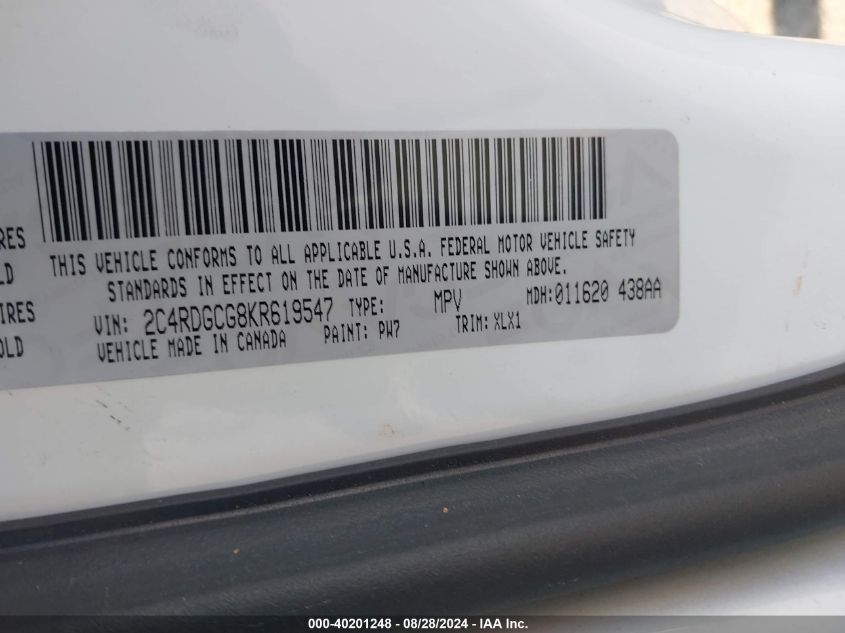 THIS VEHICLE CONFORMS TO ALL APPLICABLE U.S.A. FEDERAL MOTOR VEHICLE SAFETY
STANDARDS IN EFFECT ON THE DATE OF MANUFACTURE SHOWN ABOVE.
VIN: 2C4RDGCG8KR619547 TYPE: MPV MDH:011620 438AA
VEHICLE MADE IN CANADA PAINT: PW7 TRIM: XLX1
RES
LD
IRES
OLD
000-40201248 - 08/28/2024 - IAA Inc.